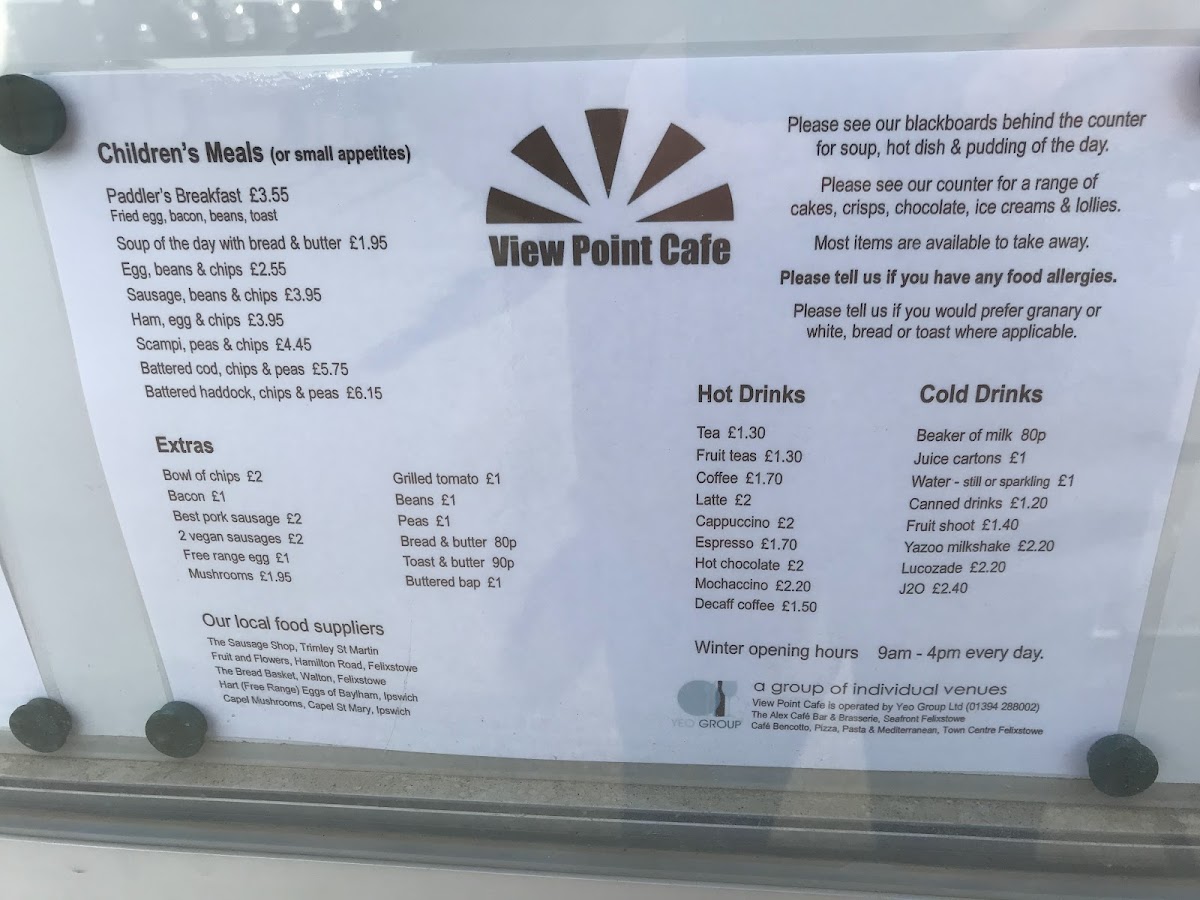 Children's Meals (or small appetites)
Paddler's Breakfast £3.55
Fried egg, bacon, beans, toast
Soup of the day with bread & butter £1.95
Egg, beans & chips £2.55
Sausage, beans & chips £3.95
Ham, egg & chips £3.95
Scampi, peas & chips £4.45
Battered cod, chips & peas £5.75
Battered haddock, chips & peas £6.15
Extras
Bowl of chips £2
Bacon £1
Best pork sausage £2
2 vegan sausages £2
Free range egg £1
Mushrooms £1.95
Grilled tomato £1
Beans £1
Peas £1
Bread & butter 80p
Toast & butter 90p
Buttered bap £1
Our local food suppliers
The Sausage Shop, Trimley St Martin
Fruit and Flowers, Hamilton Road, Felixstowe
The Bread Basket, Walton, Felixstowe
Hart (Free Range) Eggs of Baylham, Ipswich
Capel Mushrooms, Capel St Mary, Ipswich
View Point Cafe
Please see our blackboards behind the counter
for soup, hot dish & pudding of the day.
Please see our counter for a range of
cakes, crisps, chocolate, ice creams & lollies.
Most items are available to take away.
Please tell us if you have any food allergies.
Please tell us if you would prefer granary or
white, bread or toast where applicable.
Hot Drinks
Tea £1.30
Fruit teas £1.30
Coffee £1.70
Latte £2
Cappuccino £2
Espresso £1.70
Hot chocolate £2
Mochaccino £2.20
Decaff coffee £1.50
Cold Drinks
Beaker of milk 80p
Juice cartons £1
Water - still or sparkling £1
Canned drinks £1.20
Fruit shoot £1.40
Yazoo milkshake £2.20
Lucozade £2.20
J2O £2.40
Winter opening hours 9am - 4pm every day.
YEO GROUP
a group of individual venues
View Point Cafe is operated by Yeo Group Ltd (01394 288002)
The Alex Café Bar & Brasserie, Seafront Felixstowe
Café Bencotto, Pizza, Pasta & Mediterranean, Town Centre Felixstowe